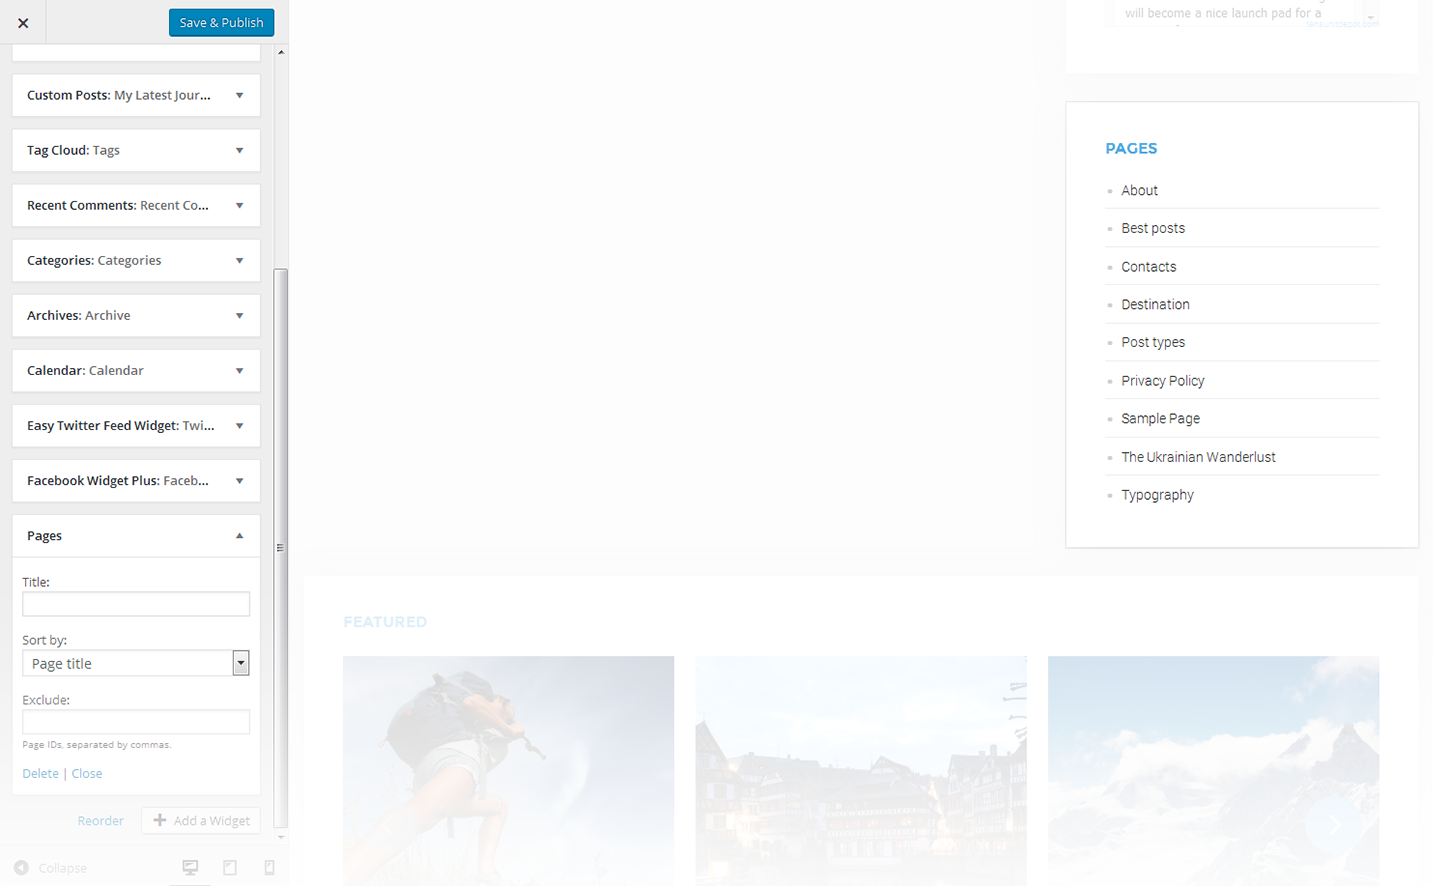 Save & Publish
Custom Posts: My Latest Jour...
Tag Cloud: Tags
Recent Comments: Recent Co...
Categories: Categories
Archives: Archive
Calendar: Calendar
Easy Twitter Feed Widget: Twi...
Facebook Widget Plus: Faceb...
Pages
Title:
Sort by:
Page title
Exclude:
Page IDs, separated by commas.
Delete | Close
Reorder
Add a Widget
Collapse
will become a nice launch pad for a
PAGES
About
Best posts
Contacts
Destination
Post types
Privacy Policy
Sample Page
The Ukrainian Wanderlust
Typography
FEATURED